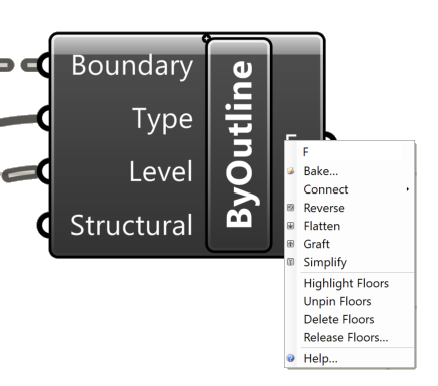 Boundary
Type
Level
Structural
ByOutline
F
F
Bake...
Connect
Reverse
Flatten
Graft
Simplify
Highlight Floors
Unpin Floors
Delete Floors
Release Floors...
Help...